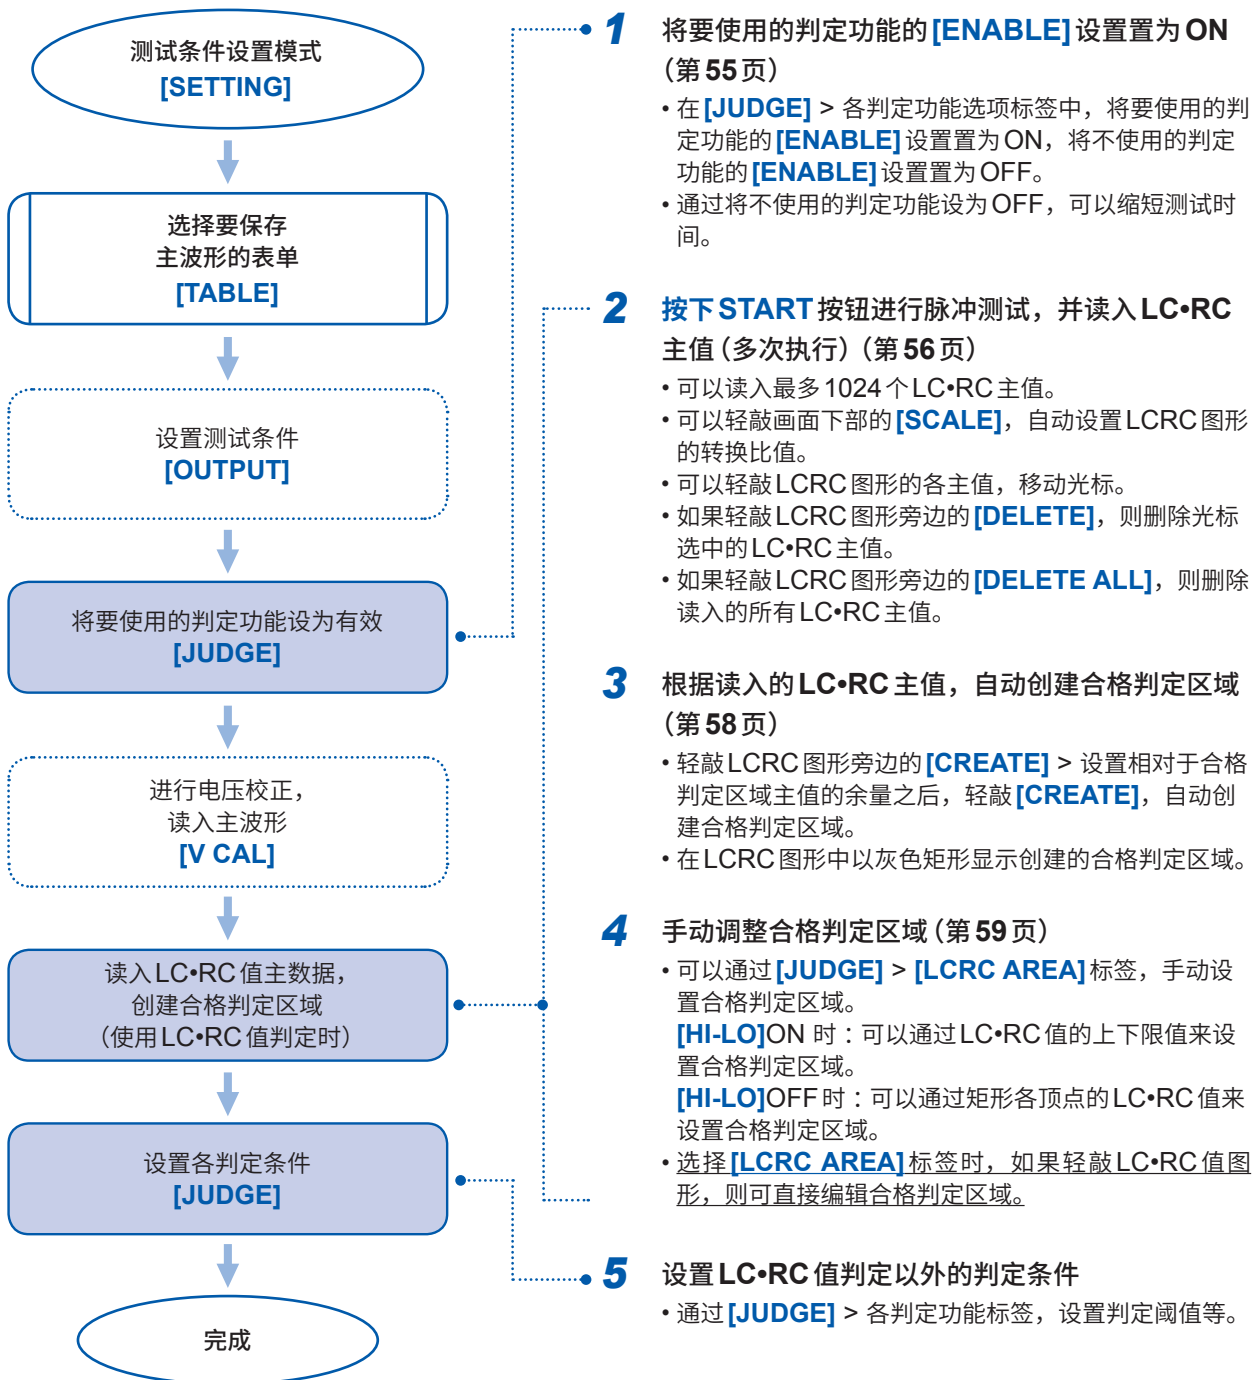 测试条件设置模式
[SETTING]
选择要保存
主波形的表单
[TABLE]
设置测试条件
[OUTPUT]
将要使用的判定功能设为有效
[JUDGE]
进行电压校正，
读入主波形
[V CAL]
读入LC•RC值主数据，
创建合格判定区域
（使用LC•RC值判定时）
设置各判定条件
[JUDGE]
完成
1 将要使用的判定功能的[ENABLE]设置置为ON
（第55页）
• 在[JUDGE] > 各判定功能选项标签中，将要使用的判
定功能的[ENABLE]设置置为ON，将不使用的判定
功能的[ENABLE]设置置为OFF。
• 通过将不使用的判定功能设为OFF，可以缩短测试时
间。
2 按下START按钮进行脉冲测试，并读入LC•RC
主值（多次执行）（第56页）
• 可以读入最多1024个LC•RC主值。
• 可以轻敲画面下部的[SCALE]，自动设置LCRC图形
的转换比值。
• 可以轻敲LCRC图形的各主值，移动光标。
• 如果轻敲LCRC图形旁边的[DELETE]，则删除光标
选中的LC•RC主值。
• 如果轻敲LCRC图形旁边的[DELETE ALL]，则删除
读入的所有LC•RC主值。
3 根据读入的LC•RC主值，自动创建合格判定区域
（第58页）
• 轻敲LCRC图形旁边的[CREATE] > 设置相对于合格
判定区域主值的余量之后，轻敲[CREATE]，自动创
建合格判定区域。
• 在LCRC图形中以灰色矩形显示创建的合格判定区域。
4 手动调整合格判定区域（第59页）
• 可以通过[JUDGE] > [LCRC AREA]标签，手动设
置合格判定区域。
[HI-LO]ON 时：可以通过LC•RC值的上下限值来设
置合格判定区域。
[HI-LO]OFF时：可以通过矩形各顶点的LC•RC值来
设置合格判定区域。
• 选择[LCRC AREA]标签时，如果轻敲LC•RC值图
形，则可直接编辑合格判定区域。
5 设置LC•RC值判定以外的判定条件
• 通过[JUDGE] > 各判定功能标签，设置判定阈值等。